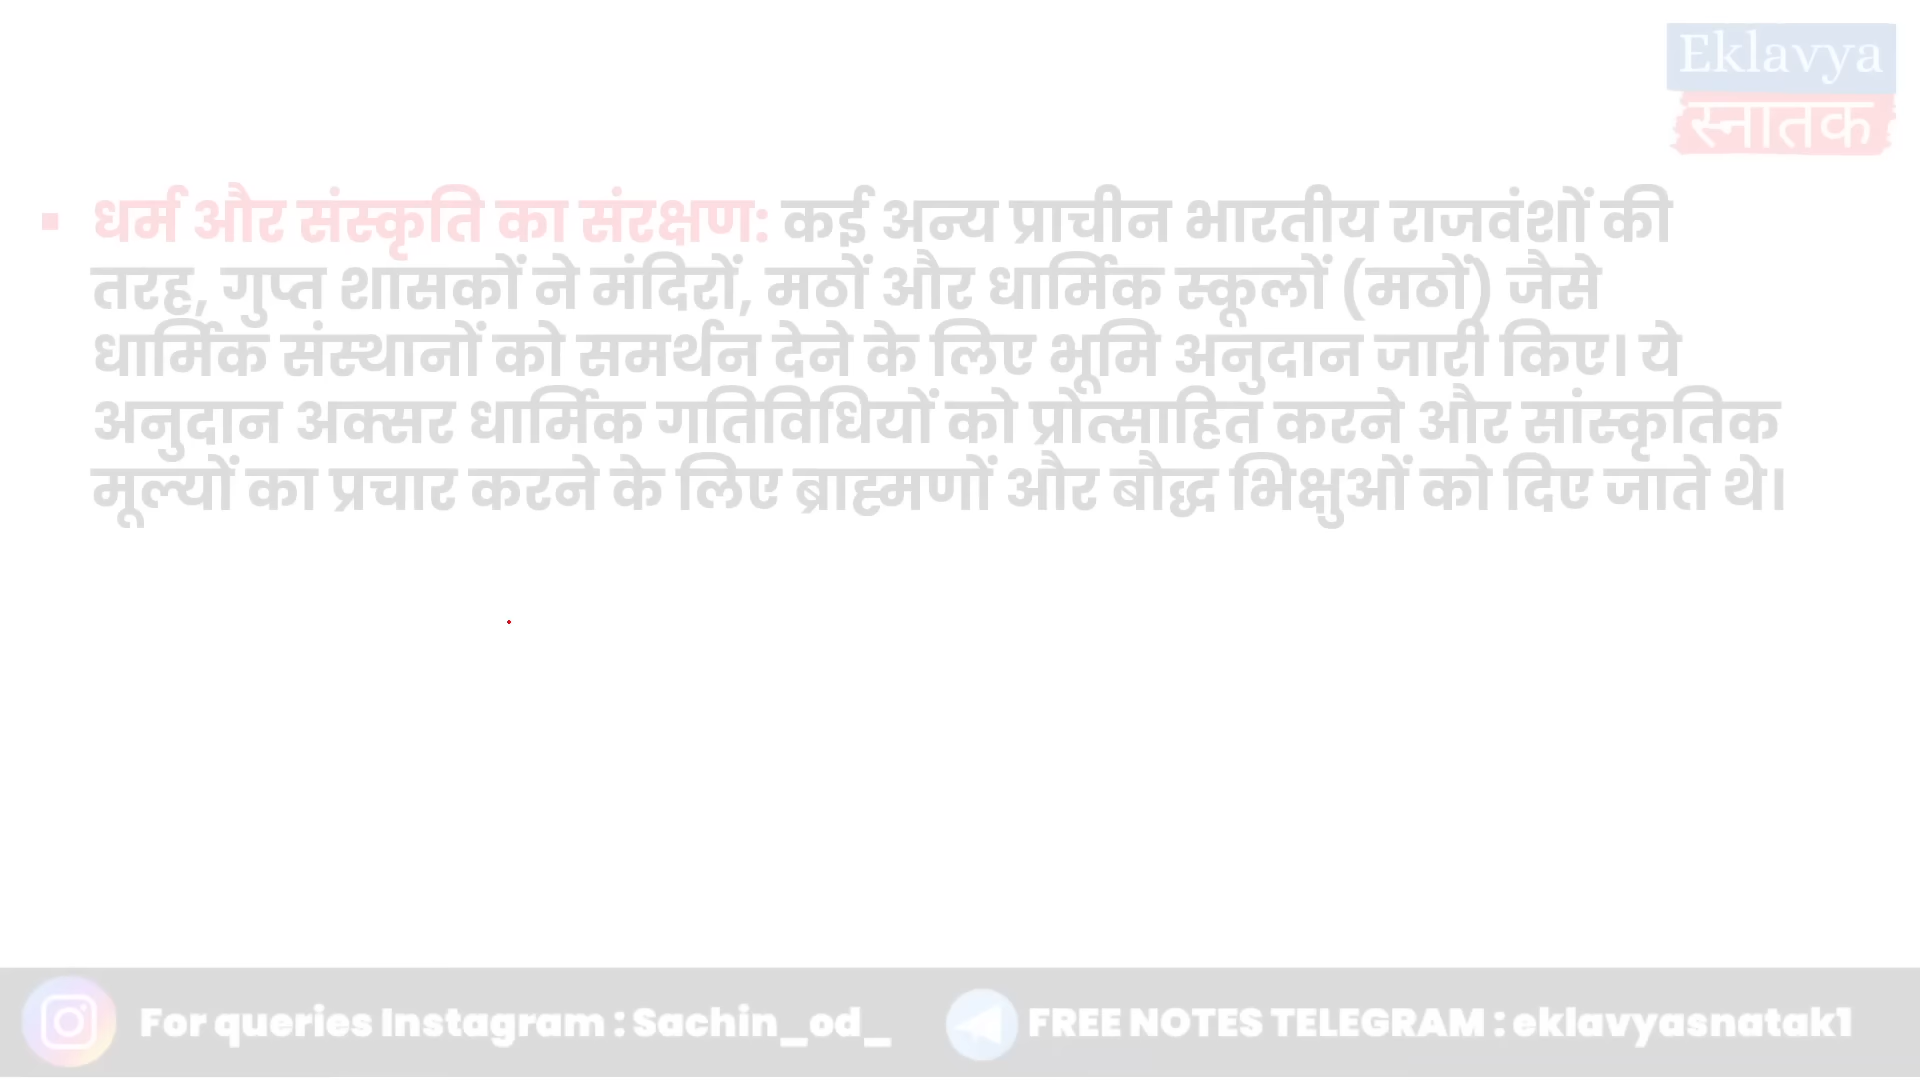 Eklavya
स्नातक
▪ धर्म और संस्कृति का संरक्षण: कई अन्य प्राचीन भारतीय राजवंशों की
तरह, गुप्त शासकों ने मंदिरों, मठों और धार्मिक स्कूलों (मठों) जैसे
धार्मिक संस्थानों को समर्थन देने के लिए भूमि अनुदान जारी किए। ये
अनुदान अक्सर धार्मिक गतिविधियों को प्रोत्साहित करने और सांस्कृतिक
मूल्यों का प्रचार करने के लिए ब्राह्मणों और बौद्ध भिक्षुओं को दिए जाते थे।
For queries Instagram : Sachin_od_ FREE NOTES TELEGRAM : eklavyasnatak1